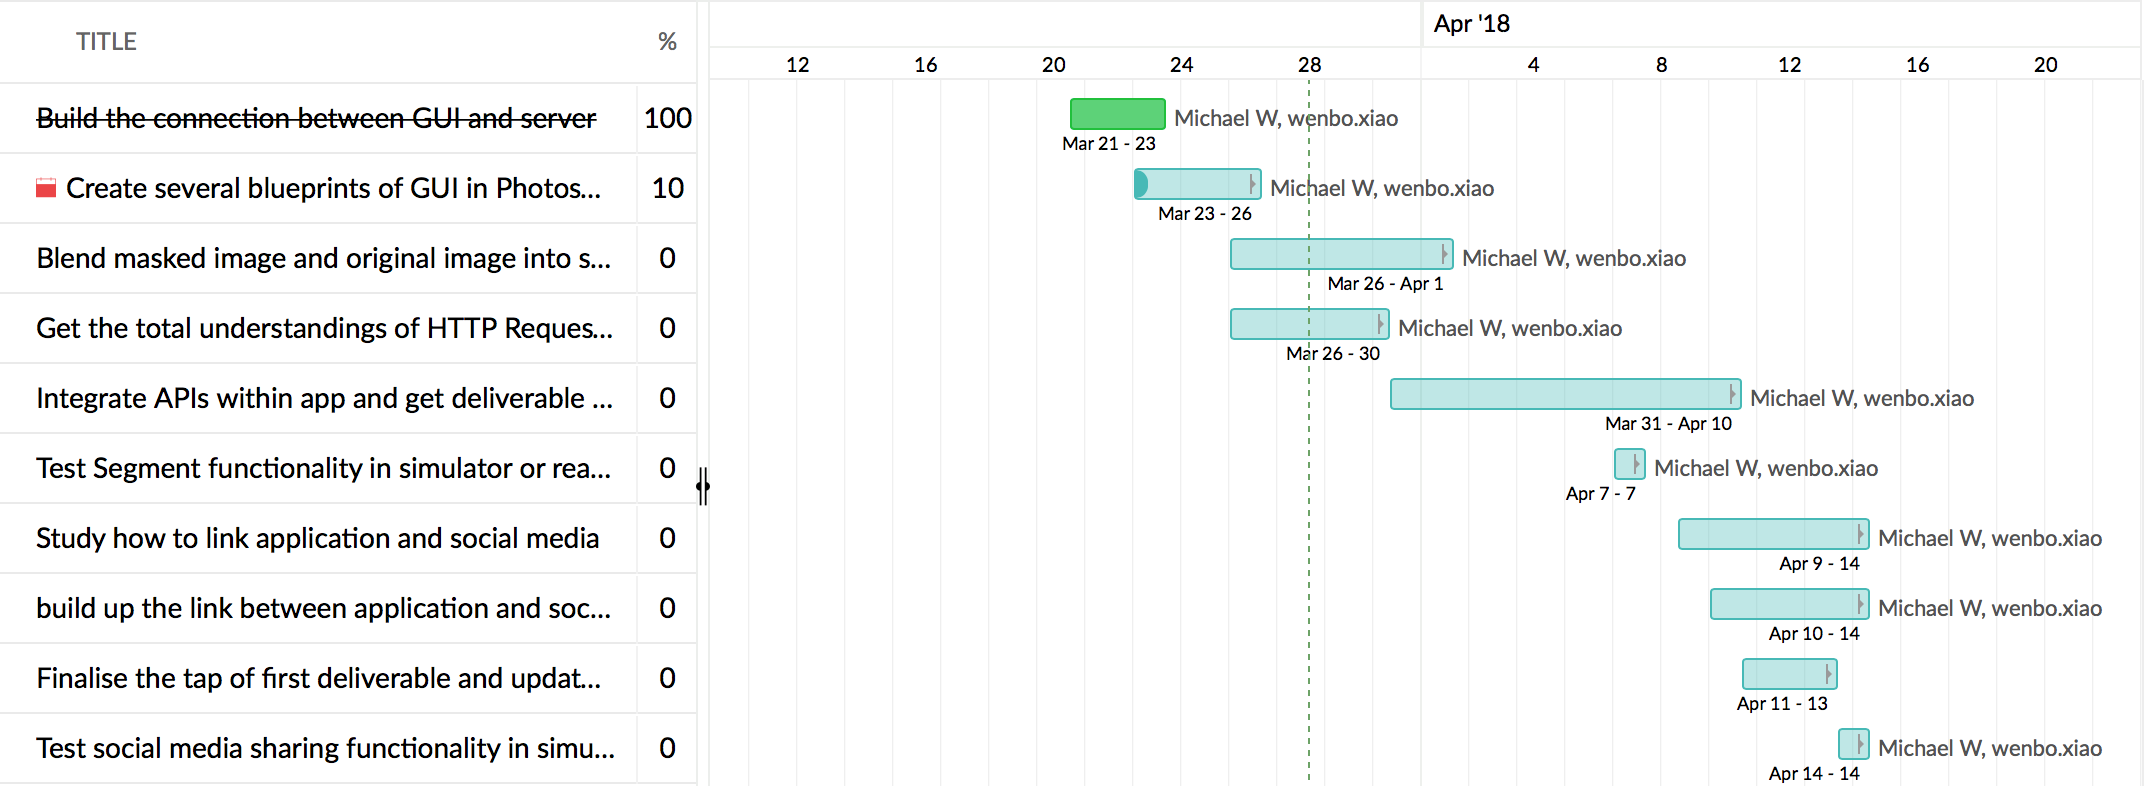 TITLE %
Apr '18
12 16 20 24 28 4 8 12 16 20
Build the connection between GUI and server 100 Michael W, wenbo.xiao
Mar 21 - 23
Create several blueprints of GUI in Photos... 10 Michael W, wenbo.xiao
Mar 23 - 26
Blend masked image and original image into s... 0 Michael W, wenbo.xiao
Mar 26 - Apr 1
Get the total understandings of HTTP Reques... 0 Michael W, wenbo.xiao
Mar 26 - 30
Integrate APIs within app and get deliverable ... 0 Michael W, wenbo.xiao
Mar 31 - Apr 10
Test Segment functionality in simulator or rea... 0 Michael W, wenbo.xiao
Apr 7 - 7
Study how to link application and social media 0 Michael W, wenbo.xiao
Apr 9 - 14
build up the link between application and soc... 0 Michael W, wenbo.xiao
Apr 10 - 14
Finalise the tap of first deliverable and updat... 0
Apr 11 - 13
Test social media sharing functionality in simu... 0 Michael W, wenbo.xiao
Apr 14 - 14